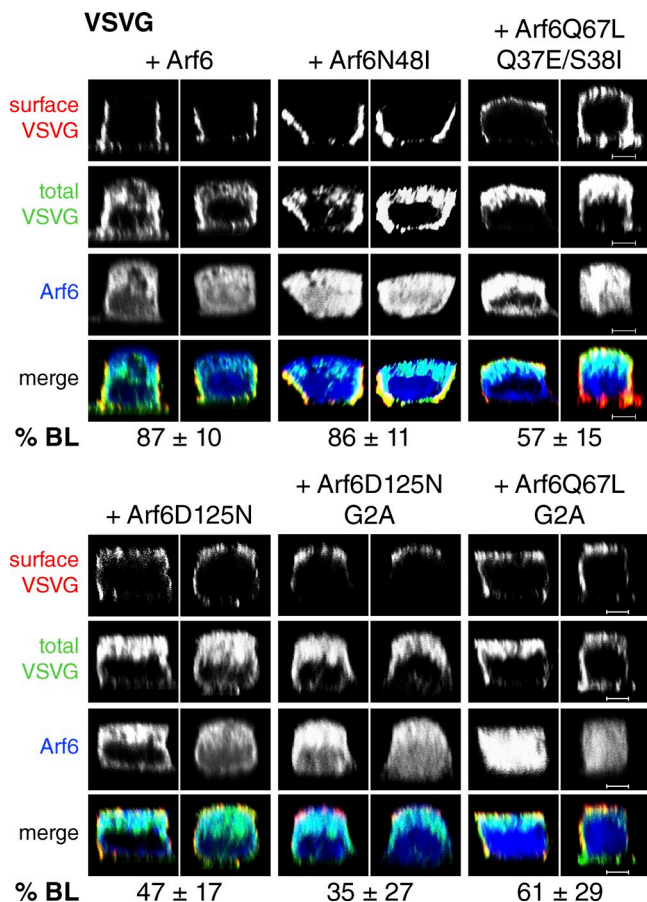 VSVG
+ Arf6
+ Arf6N48I
+ Arf6Q67L
Q37E/S38I
surface
VSVG
total
VSVG
Arf6
merge
% BL
87 ± 10
86 ± 11
57 ± 15
+ Arf6D125N
+ Arf6D125N
G2A
+ Arf6Q67L
G2A
surface
VSVG
total
VSVG
Arf6
merge
% BL
47 ± 17
35 ± 27
61 ± 29